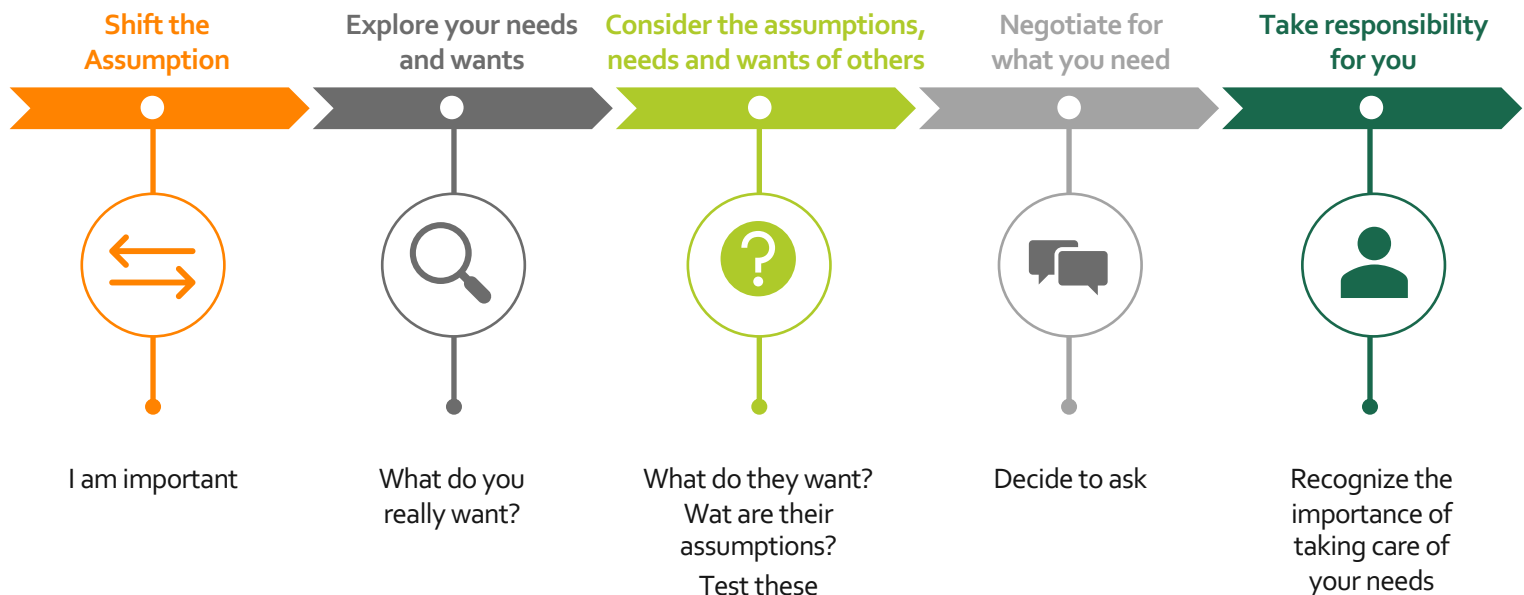 Shift the
Assumption
Explore your needs
and wants
Consider the assumptions,
needs and wants of others
Negotiate for
what you need
Take responsibility
for you
I am important
What do you
really want?
What do they want?
Wat are their
assumptions?
Test these
Decide to ask
Recognize the
importance of
taking care of
your needs